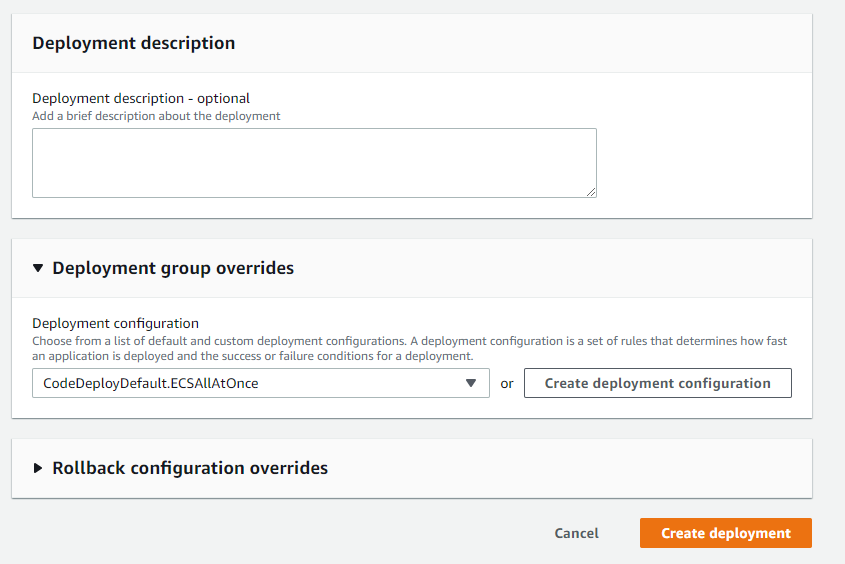 Deployment description
Deployment description - optional
Add a brief description about the deployment
Deployment group overrides
Deployment configuration
Choose from a list of default and custom deployment configurations. A deployment configuration is a set of rules that determines how fast
an application is deployed and the success or failure conditions for a deployment.
CodeDeployDefault.ECSAllAtOnce or Create deployment configuration
Rollback configuration overrides
Cancel Create deployment